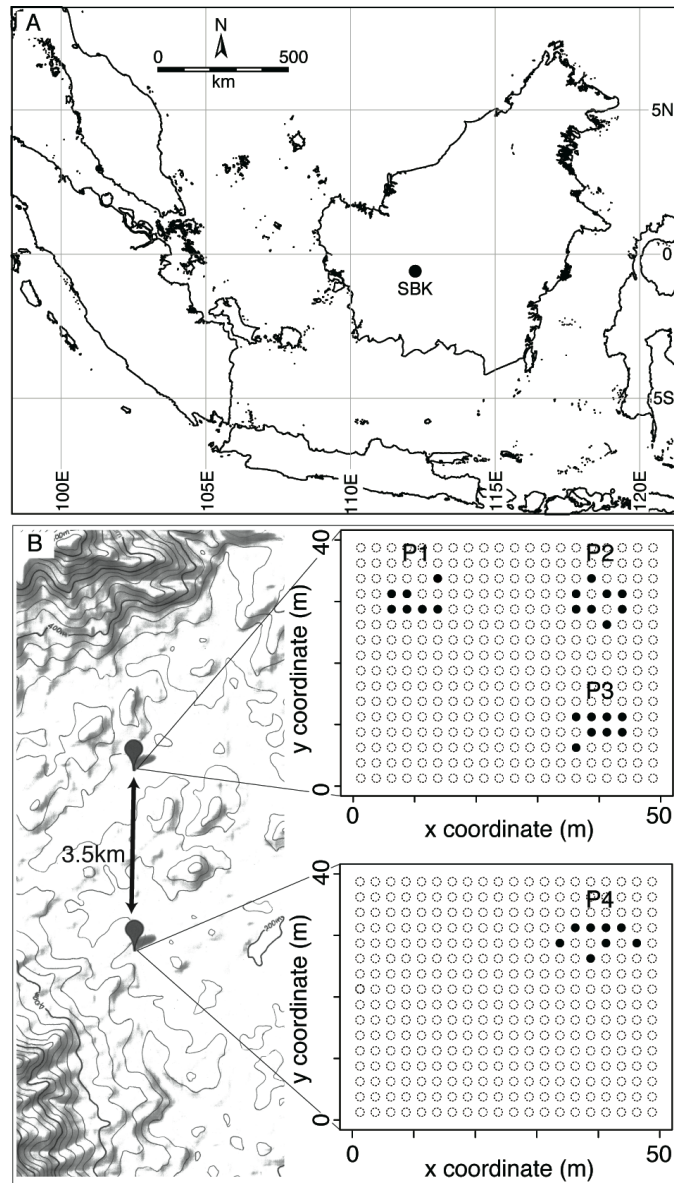 A
N
0 500
km
5N
0
5S
SBK
100E 105E 110E 115E 120E
B
3.5km
40
P1 P2
P3
y coordinate (m)
0
0 50
x coordinate (m)
40
P4
y coordinate (m)
0
0 50
x coordinate (m)